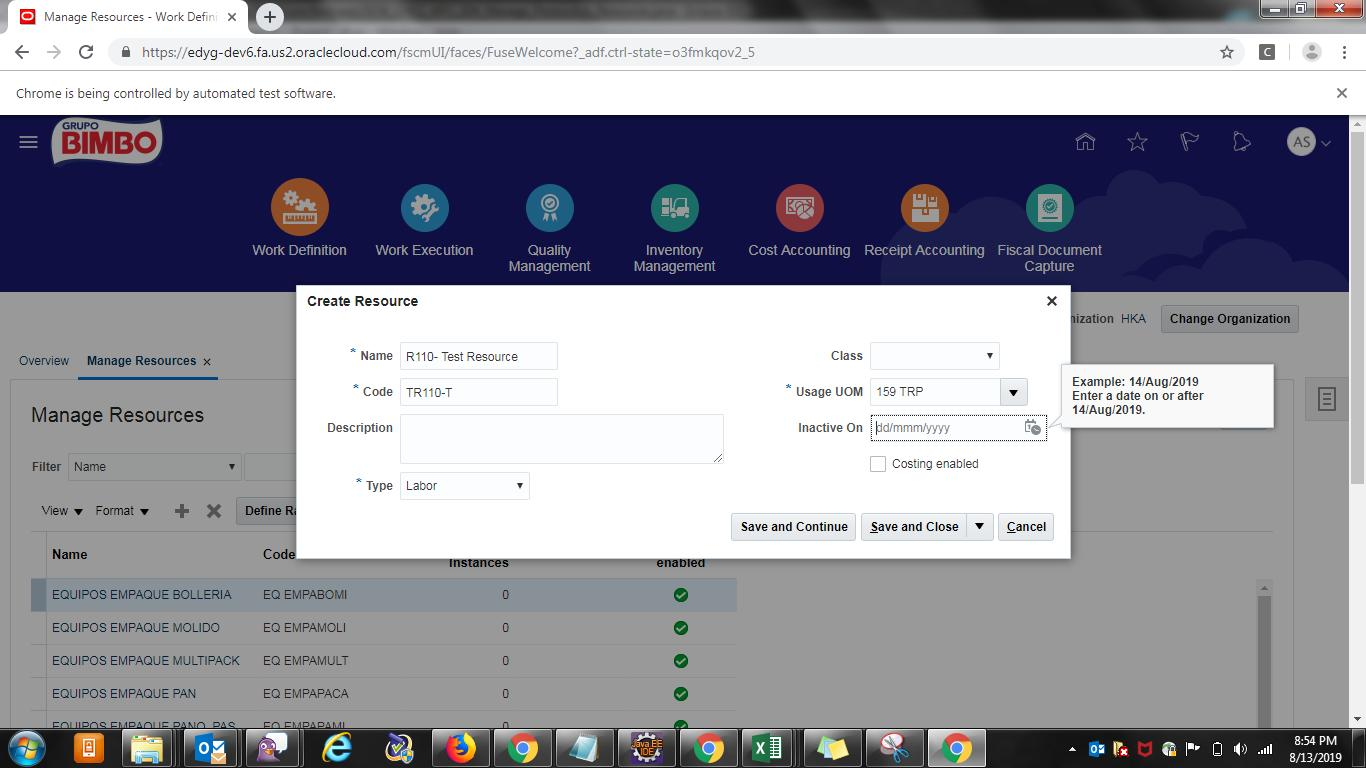 Manage Resources - Work Defini
https://edyg-dev6.fa.us2.oraclecloud.com/fscmUI/faces/FuseWelcome?_adf.ctrl-state=o3fmkqov2_5
C
Chrome is being controlled by automated test software.
GRUPO
BIMBO
AS
Work Definition
Work Execution
Quality
Management
Inventory
Management
Cost Accounting
Receipt Accounting
Fiscal Document
Capture
nization HKA
Change Organization
Overview
Manage Resources
Manage Resources
Filter Name
View Format
Define Ra
Create Resource
* Name R110- Test Resource
Class
* Code TR110-T
* Usage UOM 159 TRP
Description
Inactive On dd/mmm/yyyy
Costing enabled
* Type Labor
Example: 14/Aug/2019
Enter a date on or after
14/Aug/2019.
Save and Continue
Save and Close
Cancel
Name Code Instances enabled
EQUIPOS EMPAQUE BOLLERIA EQ EMPABOMI 0
EQUIPOS EMPAQUE MOLIDO EQ EMPAMOLI 0
EQUIPOS EMPAQUE MULTIPACK EQ EMPAMULT 0
EQUIPOS EMPAQUE PAN EQ EMPAPACA 0
EQUIPOS EMPAQUE PANO, PAS EQ EMPAPAMI 0
Java EE
IDE
8:54 PM
8/13/2019